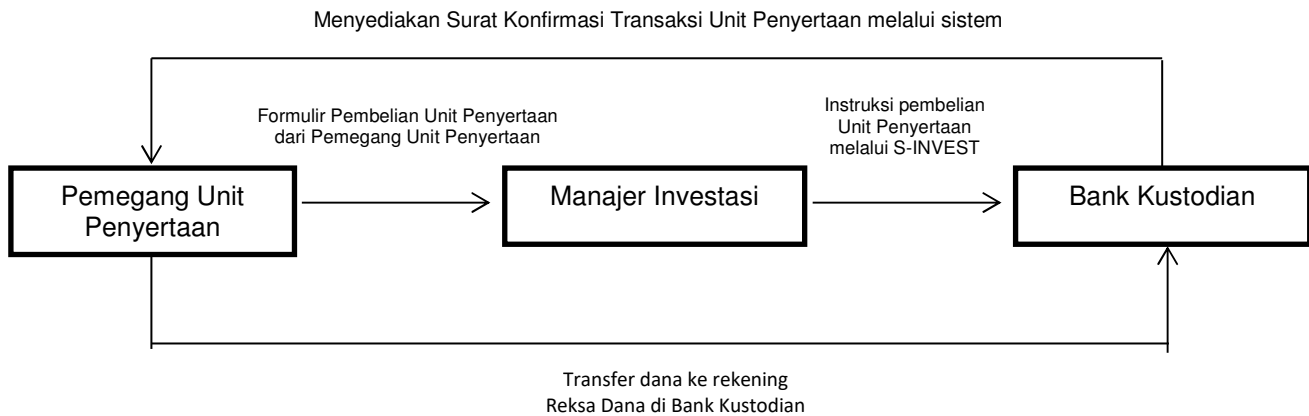 Menyediakan Surat Konfirmasi Transaksi Unit Penyertaan melalui sistem
Formulir Pembelian Unit Penyertaan
dari Pemegang Unit Penyertaan
Instruksi pembelian
Unit Penyertaan
melalui S-INVEST
Pemegang Unit
Penyertaan
Manajer Investasi
Bank Kustodian
Transfer dana ke rekening
Reksa Dana di Bank Kustodian